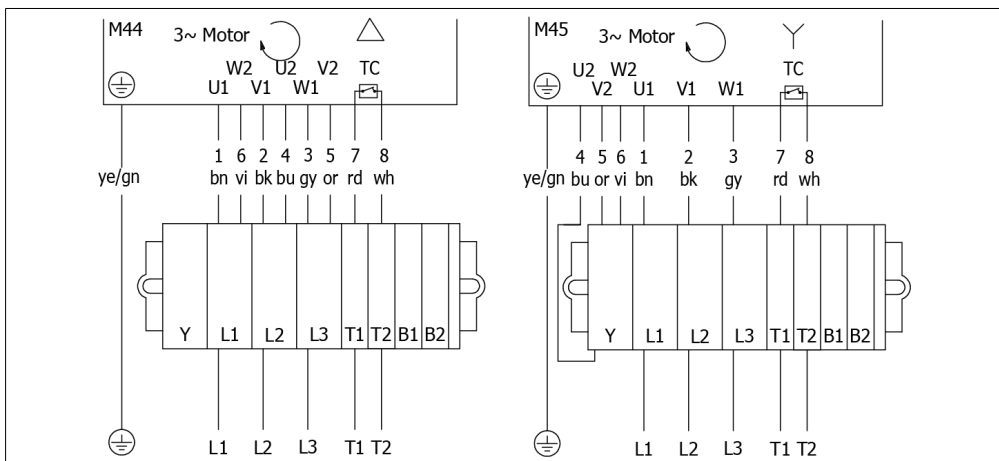 M44
3~ Motor
W2 U2 V2 TC
U1 V1 W1
1 6 2 4 3 5 7 8
ye/gn bn vi bk bu gy or rd wh
Y L1 L2 L3 T1 T2 B1 B2
L1 L2 L3 T1 T2
M45
3~ Motor
U2 W2 TC
V2 U1 V1 W1
4 5 6 1 2 3 7 8
ye/gn bu or vi bn bk gy rd wh
Y L1 L2 L3 T1 T2 B1 B2
L1 L2 L3 T1 T2